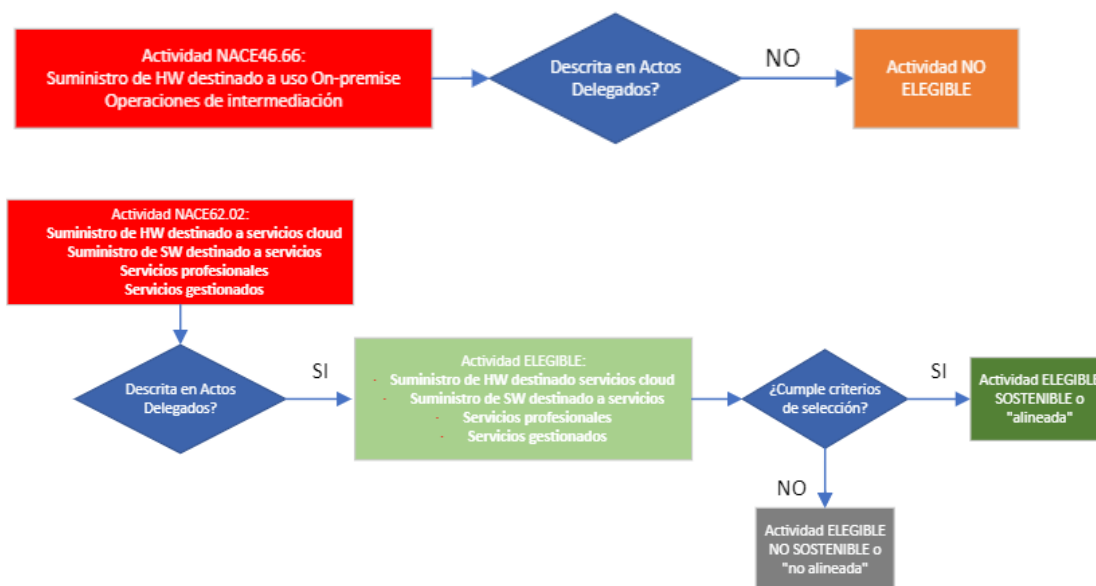 Actividad NACE46.66:
Suministro de HW destinado a uso On-premise
Operaciones de intermediación
Descrita en Actos
Delegados?
NO
Actividad NO
ELEGIBLE
Actividad NACE62.02:
Suministro de HW destinado a servicios cloud
Suministro de SW destinado a servicios
Servicios profesionales
Servicios gestionados
Descrita en Actos
Delegados?
SI
Actividad ELEGIBLE:
- Suministro de HW destinado servicios cloud
- Suministro de SW destinado a servicios
- Servicios profesionales
- Servicios gestionados
¿Cumple criterios
de selección?
SI
Actividad ELEGIBLE
SOSTENIBLE o
"alineada"
NO
Actividad ELEGIBLE
NO SOSTENIBLE o
"no alineada"